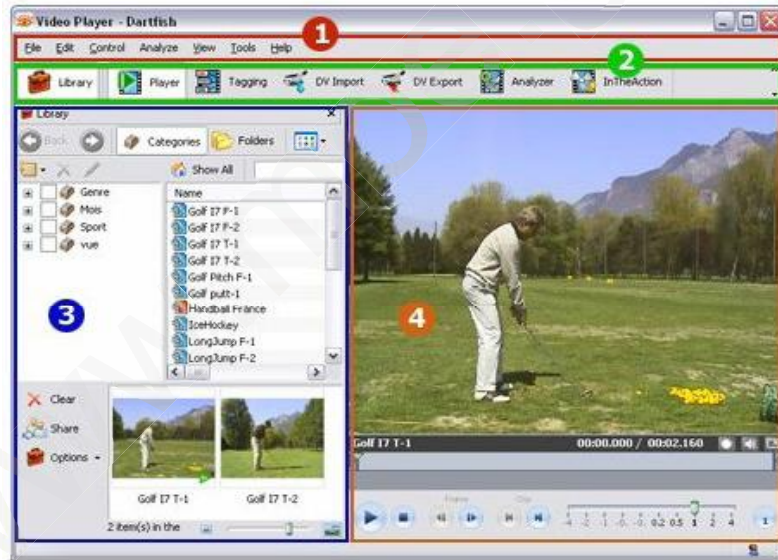 Video Player - Dartfish
File Edit Control Analyze View Tools Help
1
2
Library Player Tagging DV Import DV Export Analyzer InTheAction
Library x
Back Categories Folders
Show All
Genre
Mois
Sport
vue
Name
Golf I7 F-1
Golf I7 F-2
Golf I7 T-1
Golf I7 T-2
Golf Pitch F-1
Golf putt-1
Handball France
IceHockey
LongJump F-1
LongJump F-2
3
4
Clear
Share
Options
Golf I7 T-1 Golf I7 T-2
2 item(s) in the
Golf I7 T-1 00:00.000 / 00:02.160
Frame Clip
-4 -2 -1 0.2 0.5 1 2 4
1